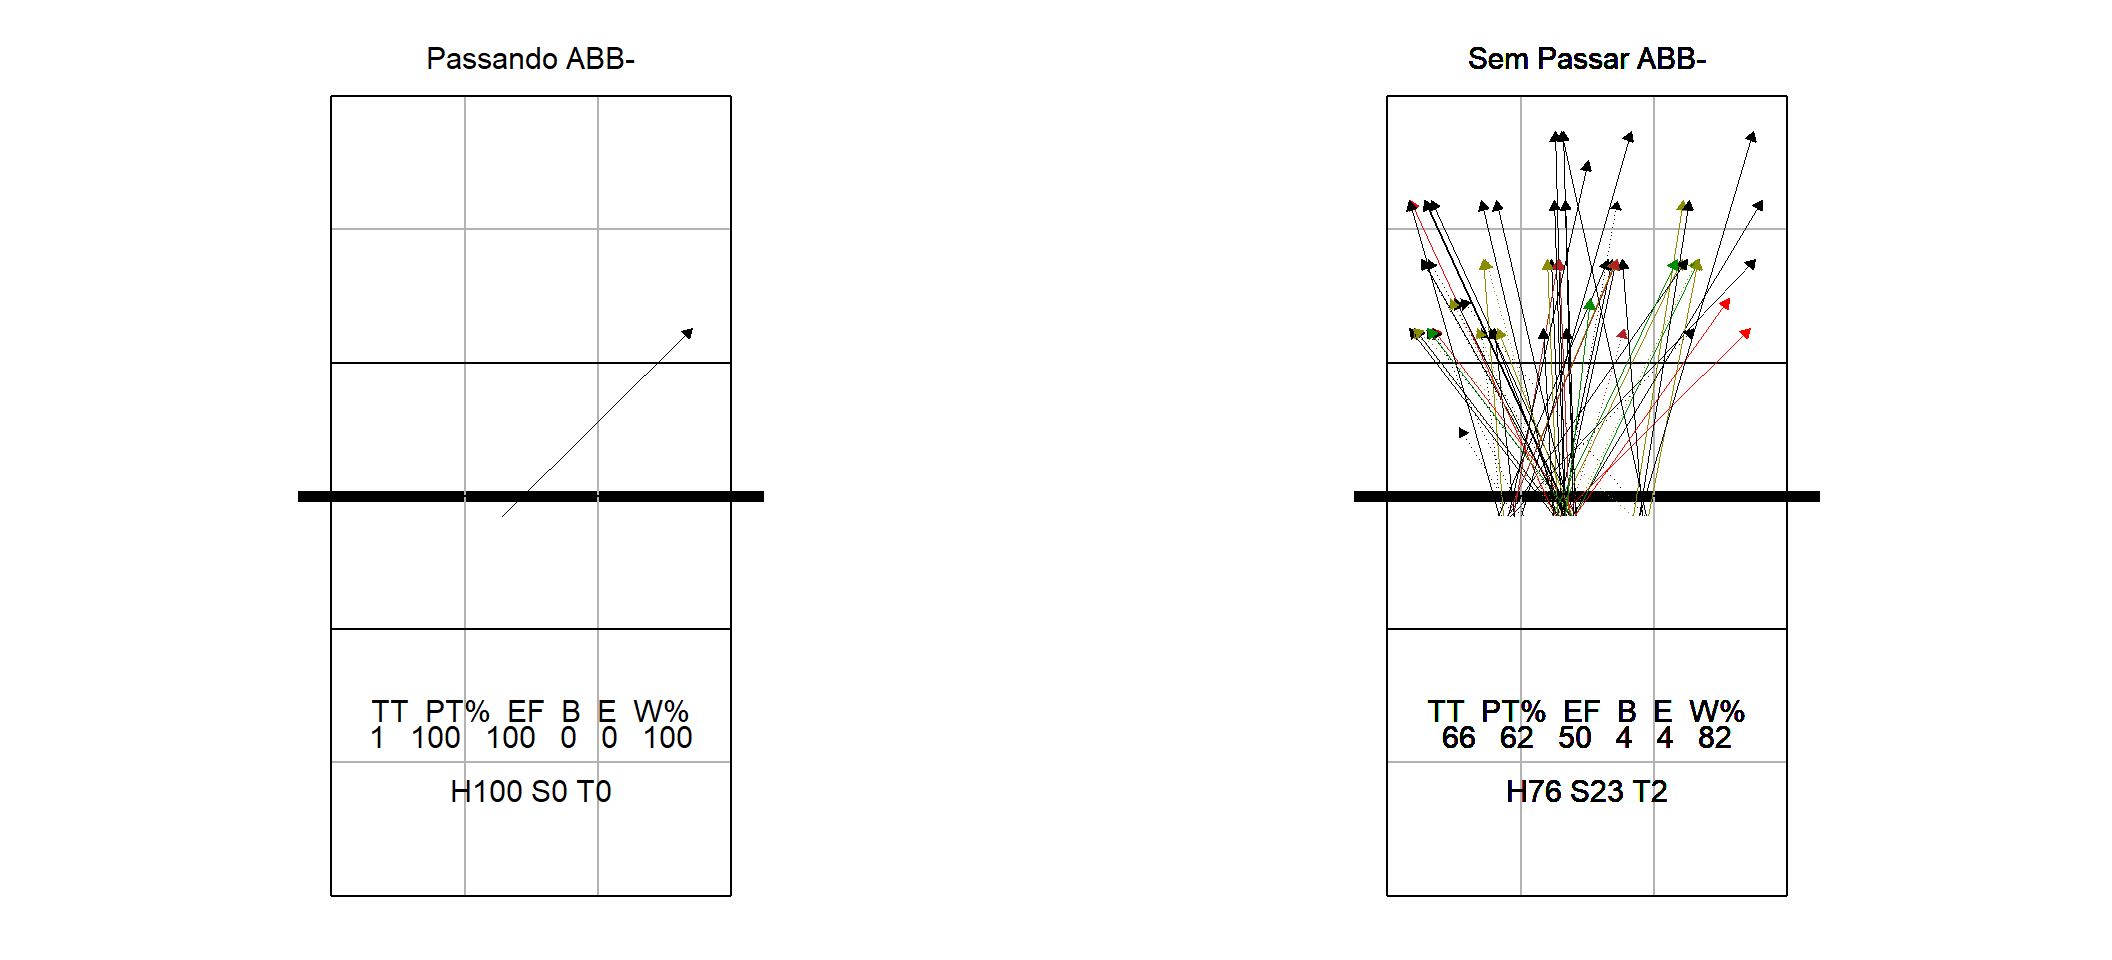 Passando ABB-
TT PT% EF B E W%
1 100 100 0 0 100
H100 S0 T0
Sem Passar ABB-
TT PT% EF B E W%
66 62 50 4 4 82
H76 S23 T2